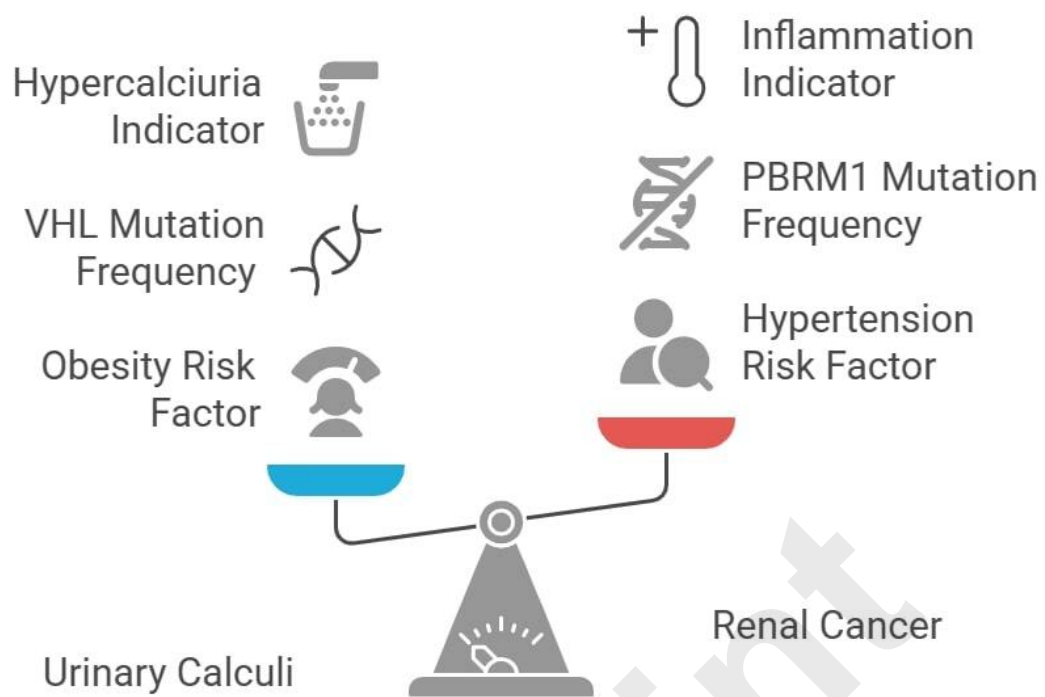 Hypercalciuria
Indicator
VHL Mutation
Frequency
Obesity Risk
Factor
Inflammation
Indicator
PBRM1 Mutation
Frequency
Hypertension
Risk Factor
Urinary Calculi
Renal Cancer